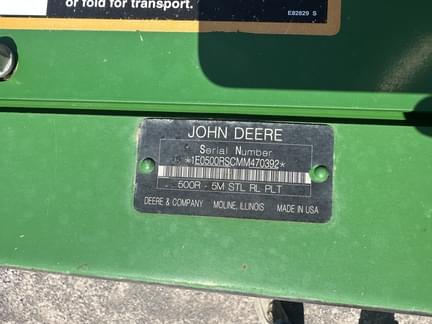 or fold for transport.
E82829 S
JOHN DEERE
Serial Number
*1E0500RSCMM470392*
500R - 5M STL RL PLT
DEERE & COMPANY MOLINE, ILLINOIS MADE IN USA